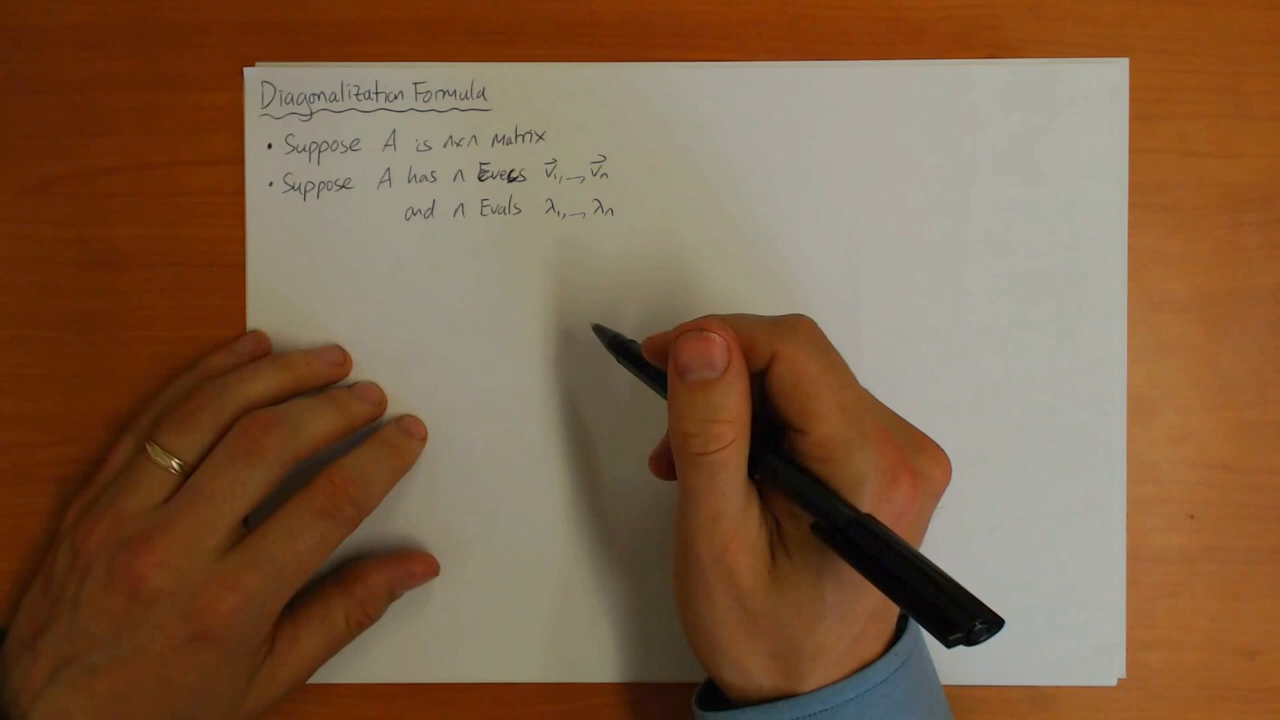 Diagonalization Formula
• Suppose A is n×n matrix
• Suppose A has n Evecs v⃗₁,…,v⃗ₙ
and n Evals λ₁,…,λₙ